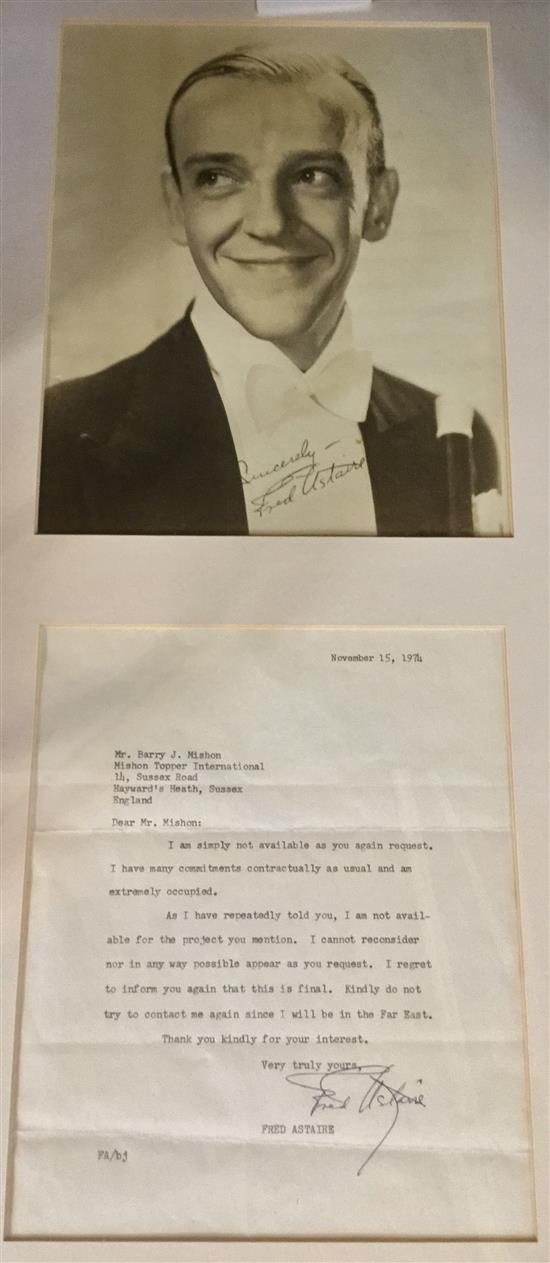 Sincerely -
Fred Astaire
November 15, 1974
Mr. Barry J. Mishon
Mishon Topper International
14, Sussex Road
Hayward's Heath, Sussex
England
Dear Mr. Mishon:
I am simply not available as you again request.
I have many commitments contractually as usual and am
extremely occupied.
As I have repeatedly told you, I am not avail-
able for the project you mention. I cannot reconsider
nor in any way possible appear as you request. I regret
to inform you again that this is final. Kindly do not
try to contact me again since I will be in the Far East.
Thank you kindly for your interest.
Very truly yours,
Fred Astaire
FRED ASTAIRE
FA/bj